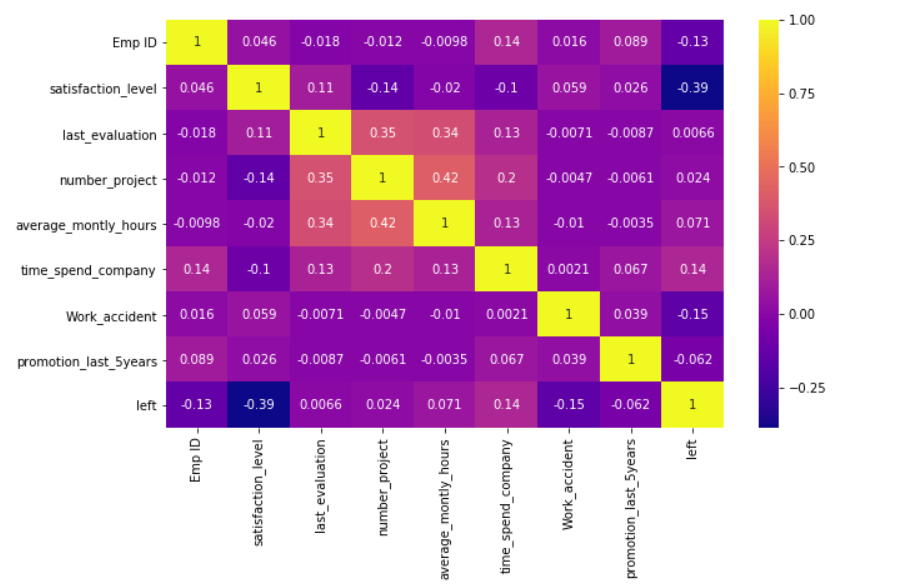 Emp ID 1 0.046 -0.018 -0.012 -0.0098 0.14 0.016 0.089 -0.13
satisfaction_level 0.046 1 0.11 -0.14 -0.02 -0.1 0.059 0.026 -0.39
last_evaluation -0.018 0.11 1 0.35 0.34 0.13 -0.0071 -0.0087 0.0066
number_project -0.012 -0.14 0.35 1 0.42 0.2 -0.0047 -0.0061 0.024
average_montly_hours -0.0098 -0.02 0.34 0.42 1 0.13 -0.01 -0.0035 0.071
time_spend_company 0.14 -0.1 0.13 0.2 0.13 1 0.0021 0.067 0.14
Work_accident 0.016 0.059 -0.0071 -0.0047 -0.01 0.0021 1 0.039 -0.15
promotion_last_5years 0.089 0.026 -0.0087 -0.0061 -0.0035 0.067 0.039 1 -0.062
left -0.13 -0.39 0.0066 0.024 0.071 0.14 -0.15 -0.062 1
Emp ID
satisfaction_level
last_evaluation
number_project
average_montly_hours
time_spend_company
Work_accident
promotion_last_5years
left
1.00
0.75
0.50
0.25
0.00
−0.25